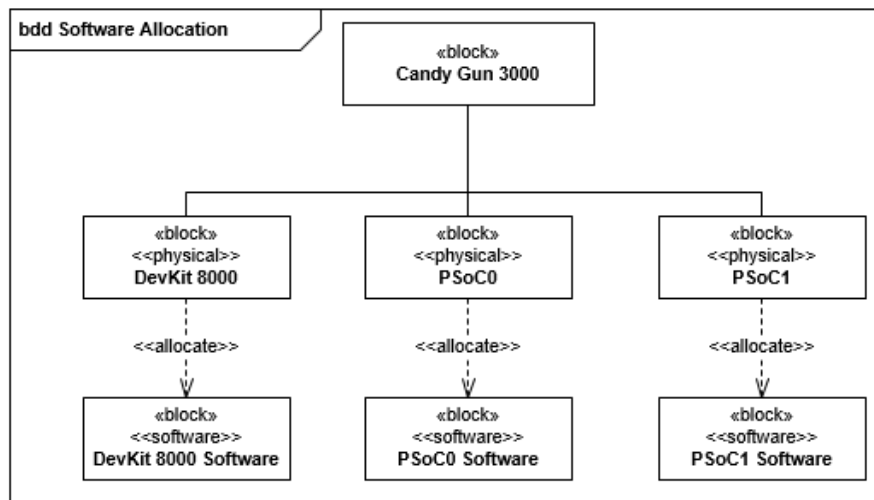 bdd Software Allocation
«block»
Candy Gun 3000
«block»
<<physical>>
DevKit 8000
«block»
<<physical>>
PSoC0
«block»
<<physical>>
PSoC1
<<allocate>>
<<allocate>>
<<allocate>>
«block»
<<software>>
DevKit 8000 Software
«block»
<<software>>
PSoC0 Software
«block»
<<software>>
PSoC1 Software